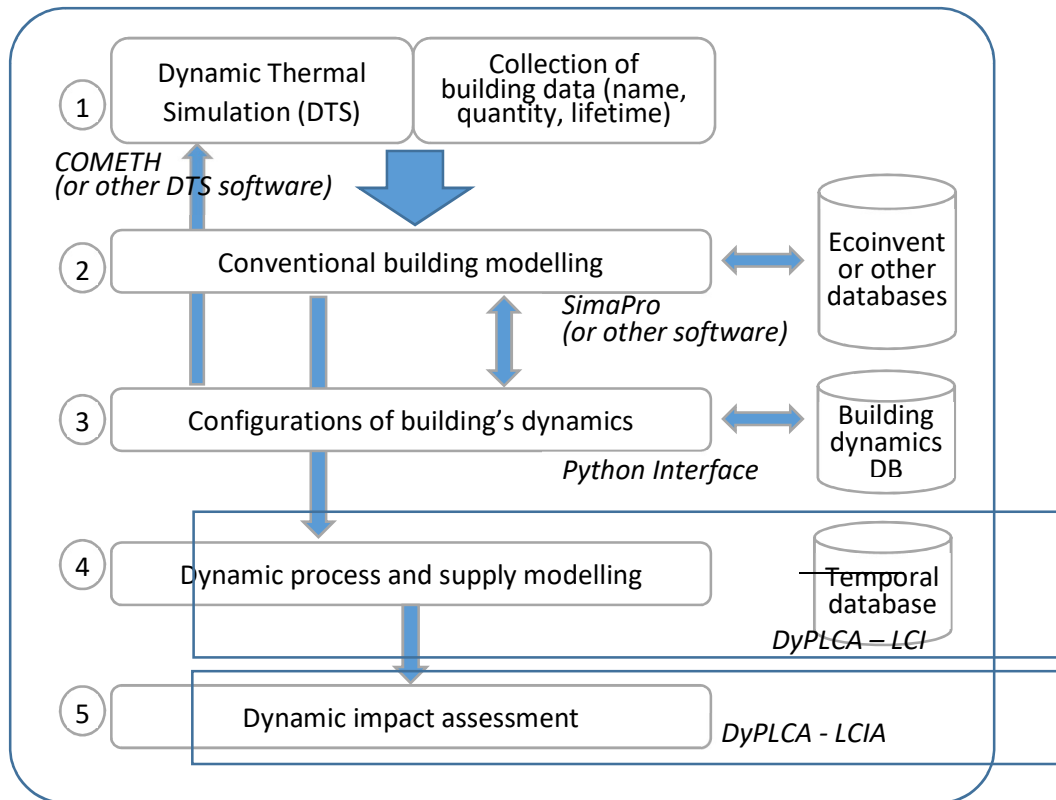 1
Dynamic Thermal
Simulation (DTS)
Collection of
building data (name,
quantity, lifetime)
COMETH
(or other DTS software)
2
Conventional building modelling
Ecoinvent
or other
databases
SimaPro
(or other software)
3
Configurations of building’s dynamics
Building
dynamics
DB
Python Interface
4
Dynamic process and supply modelling
Temporal
database
DyPLCA – LCI
5
Dynamic impact assessment
DyPLCA - LCIA